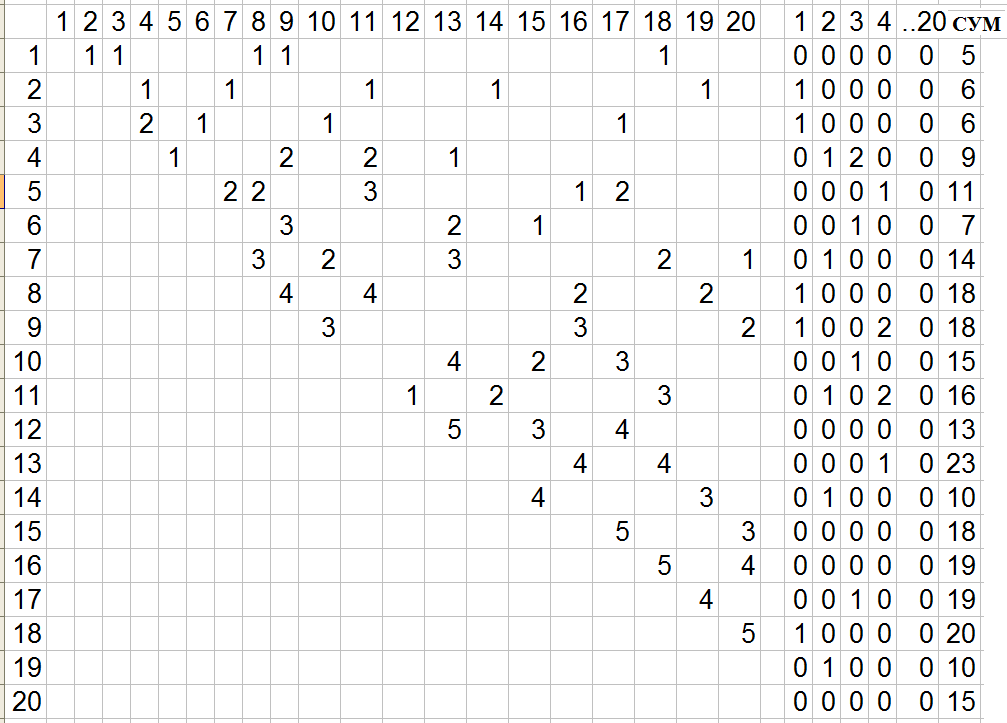 1 2 3 4 5 6 7 8 9 10 11 12 13 14 15 16 17 18 19 20 1 2 3 4 ..20 СУМ
1 1 1 1 1 1 0 0 0 0 0 5
2 1 1 1 1 1 1 0 0 0 0 6
3 2 1 1 1 1 0 0 0 0 6
4 1 2 2 1 0 1 2 0 0 9
5 2 2 3 1 2 0 0 0 1 0 11
6 3 2 1 0 0 1 0 0 7
7 3 2 3 2 1 0 1 0 0 0 14
8 4 4 2 2 1 0 0 0 0 18
9 3 3 2 1 0 0 2 0 18
10 4 2 3 0 0 1 0 0 15
11 1 2 3 0 1 0 2 0 16
12 5 3 4 0 0 0 0 0 13
13 4 4 0 0 0 1 0 23
14 4 3 0 1 0 0 0 10
15 5 3 0 0 0 0 0 18
16 5 4 0 0 0 0 0 19
17 4 0 0 1 0 0 19
18 5 1 0 0 0 0 20
19 0 1 0 0 0 10
20 0 0 0 0 0 15